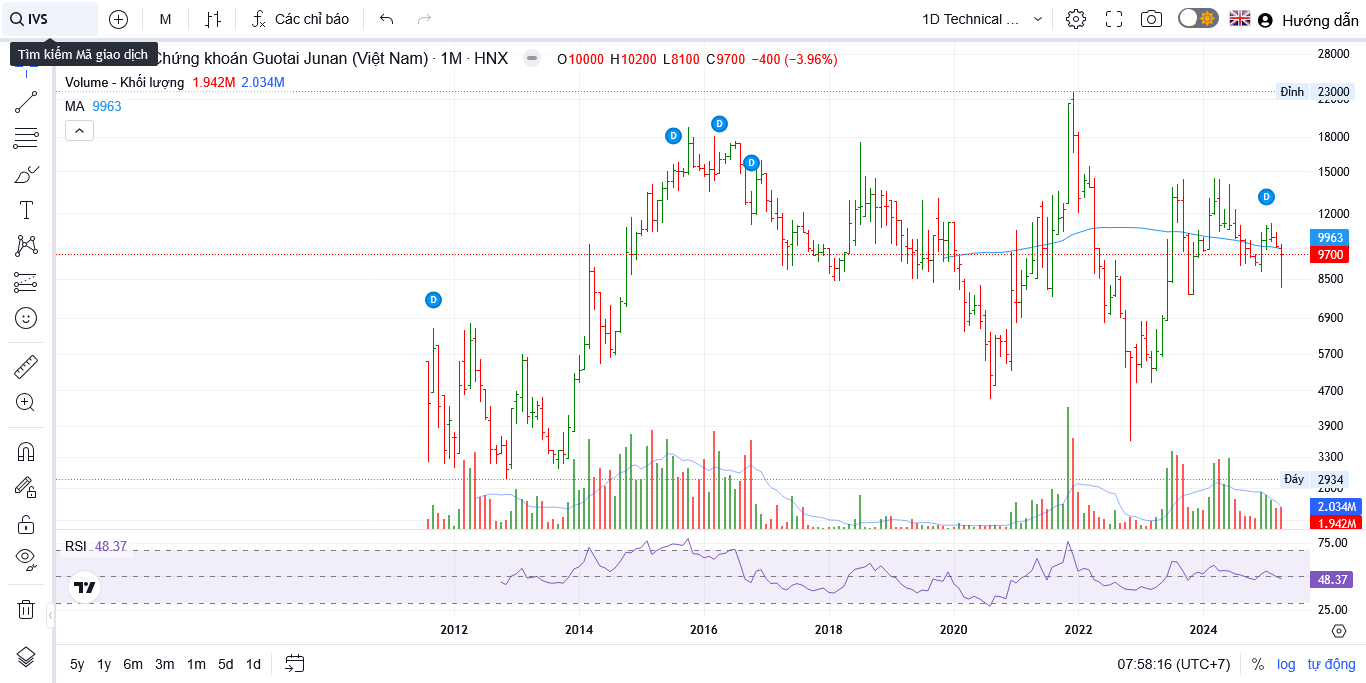 IVS
M
Các chỉ báo
1D Technical ...
Hướng dẫn
Tìm kiếm Mã giao dịch
Chứng khoán Guotai Junan (Việt Nam) · 1M · HNX
O10000 H10200 L8100 C9700 −400 (−3.96%)
Volume - Khối lượng 1.942M 2.034M
MA 9963
D
D
D
D
D
28000
Đỉnh 23000
18000
15000
12000
9963
9700
8500
6900
5700
4700
3900
3300
Đáy 2934
2.034M
1.942M
RSI 48.37
75.00
48.37
25.00
2012
2014
2016
2018
2020
2022
2024
5y 1y 6m 3m 1m 5d 1d
07:58:16 (UTC+7)
% log tự động